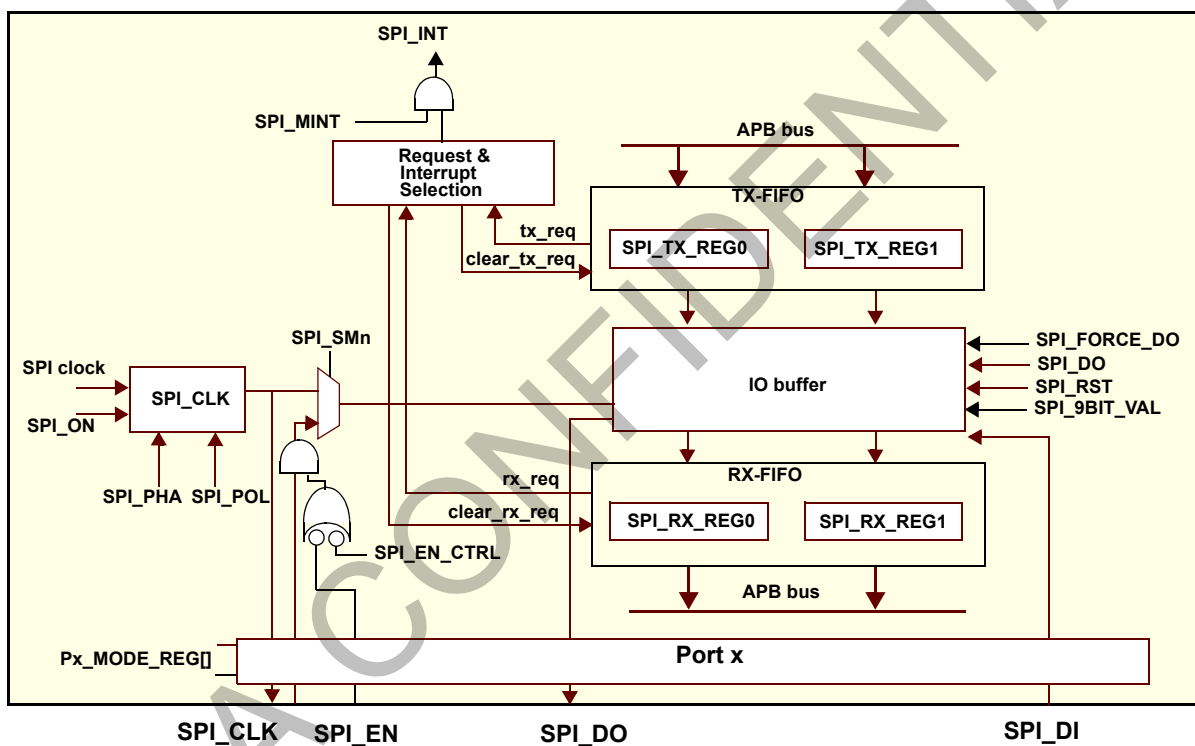 SPI_INT
SPI_MINT
APB bus
Request &
Interrupt
Selection
TX-FIFO
tx_req
SPI_TX_REG0
SPI_TX_REG1
clear_tx_req
SPI_SMn
SPI_FORCE_DO
SPI clock
SPI_DO
SPI_CLK
IO buffer
SPI_RST
SPI_ON
SPI_9BIT_VAL
rx_req
RX-FIFO
SPI_PHA
SPI_POL
clear_rx_req
SPI_RX_REG0
SPI_RX_REG1
SPI_EN_CTRL
APB bus
Px_MODE_REG[]
Port x
SPI_CLK
SPI_EN
SPI_DO
SPI_DI
A CONFIDENTI